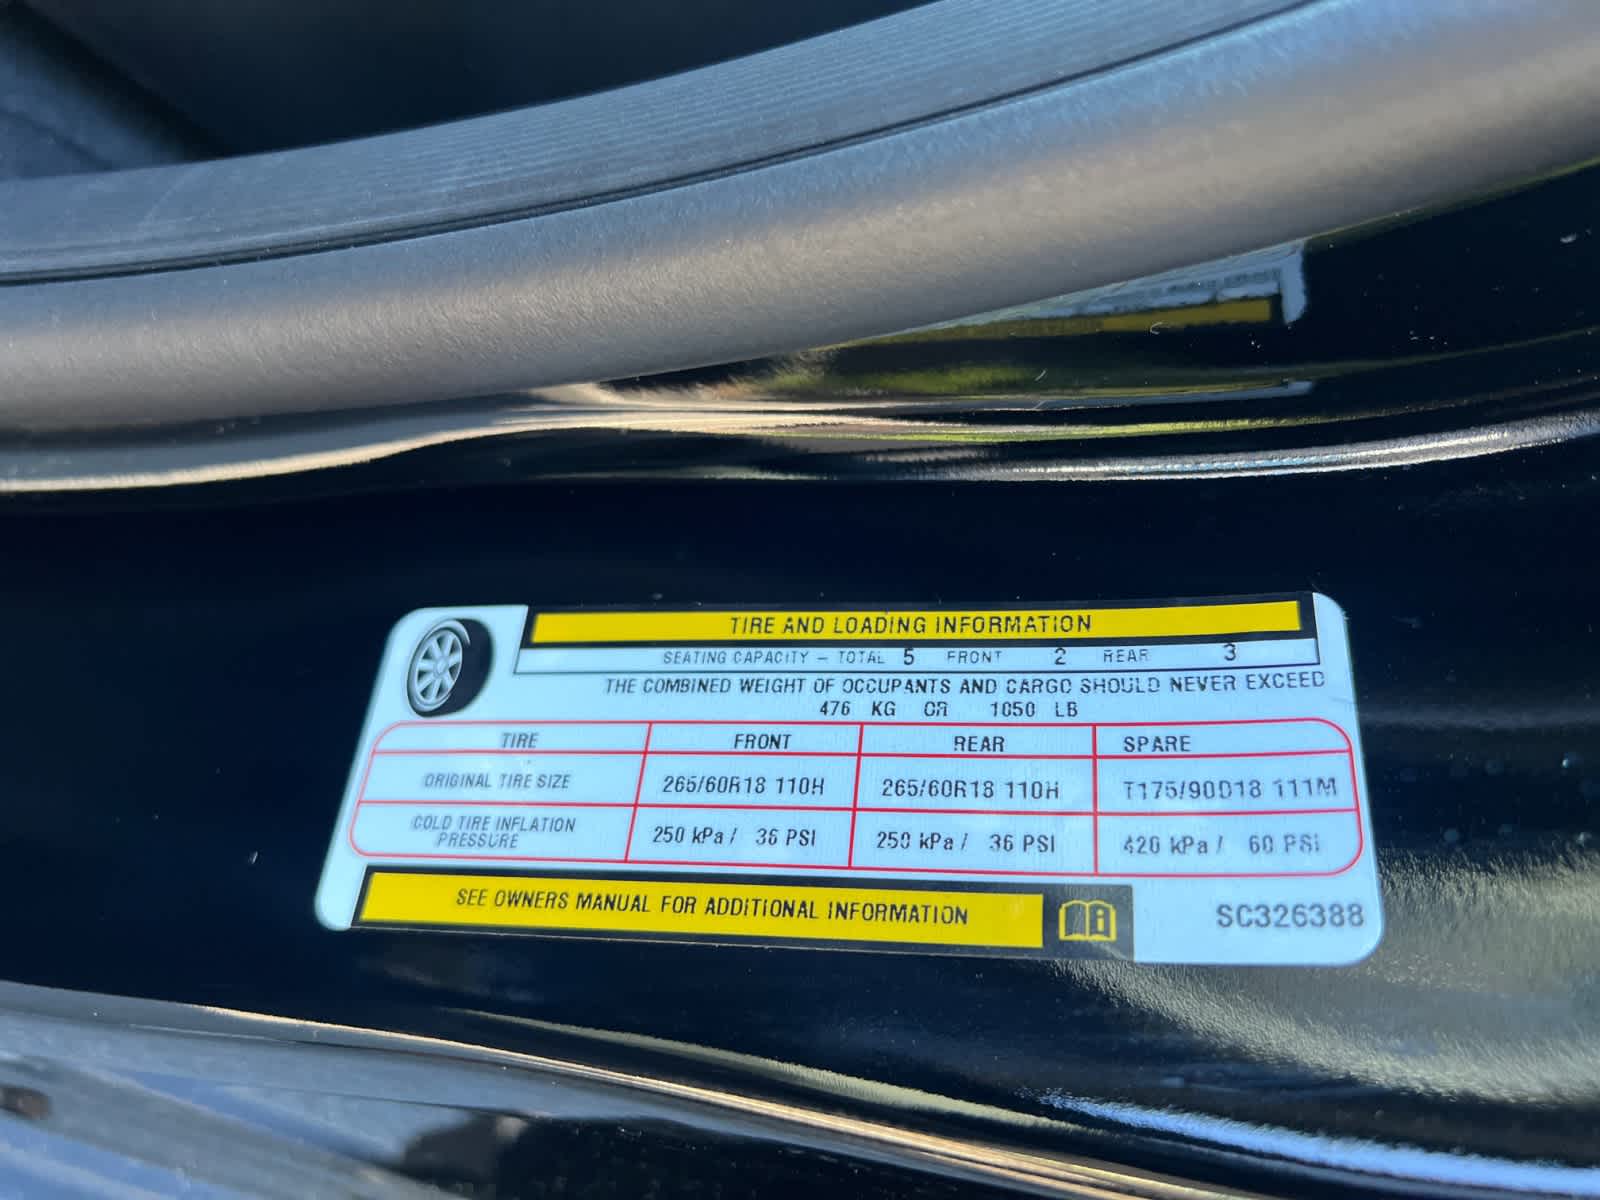 TIRE AND LOADING INFORMATION
SEATING CAPACITY – TOTAL 5 FRONT 2 REAR 3
THE COMBINED WEIGHT OF OCCUPANTS AND CARGO SHOULD NEVER EXCEED
476 KG OR 1050 LB
TIRE FRONT REAR SPARE
ORIGINAL TIRE SIZE 265/60R18 110H 265/60R18 110H T175/90D18 111M
COLD TIRE INFLATION
PRESSURE 250 kPa / 36 PSI 250 kPa / 36 PSI 420 kPa / 60 PSI
SEE OWNERS MANUAL FOR ADDITIONAL INFORMATION
SC326388